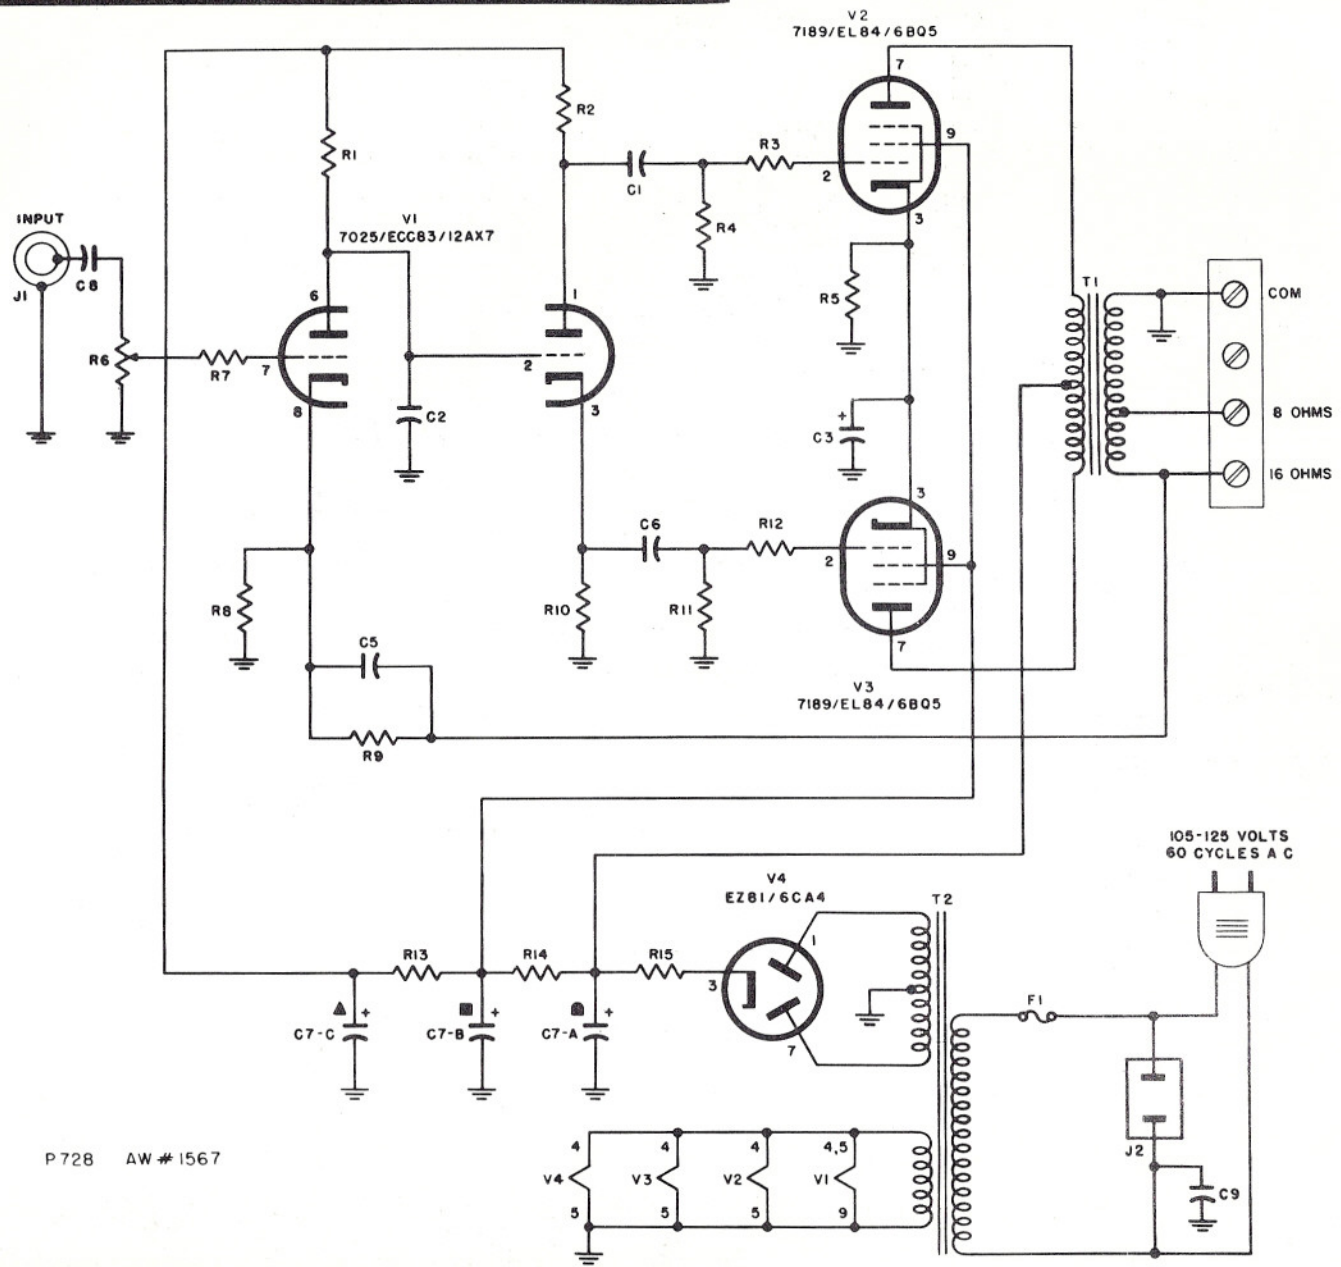 V2
7189/EL84/6BQ5
7
9
2
3
R2
R1
R3
C1
R4
INPUT
J1
C8
V1
7025/ECC83/12AX7
6
1
R5
T1
COM
R6
R7
7
2
8
3
C2
C3
+
8 OHMS
16 OHMS
3
C6
R12
2
9
R8
R10
R11
7
C5
V3
7189/EL84/6BQ5
R9
105-125 VOLTS
60 CYCLES A C
V4
EZ81/6CA4
T2
1
R13
R14
R15
3
+
+
+
C7-C
C7-B
C7-A
7
F1
J2
C9
P728 AW#1567
4
4
4
4,5
V4
V3
V2
V1
5
5
5
9